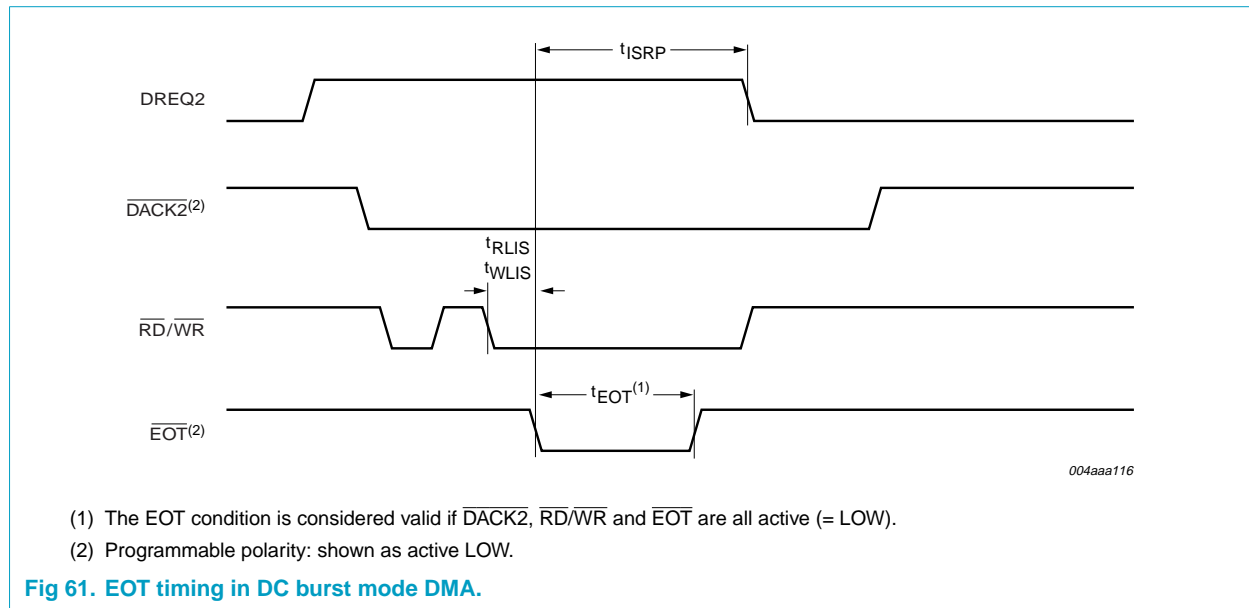 tISRP
DREQ2
DACK2(2)
tRLIS
tWLIS
RD/WR
tEOT(1)
EOT(2)
004aaa116
(1) The EOT condition is considered valid if DACK2, RD/WR and EOT are all active (= LOW).
(2) Programmable polarity: shown as active LOW.
Fig 61. EOT timing in DC burst mode DMA.